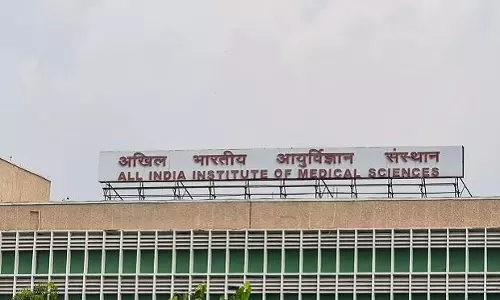 अखिल भारतीय आयुर्विज्ञान संस्थान
ALL INDIA INSTITUTE OF MEDICAL SCIENCES